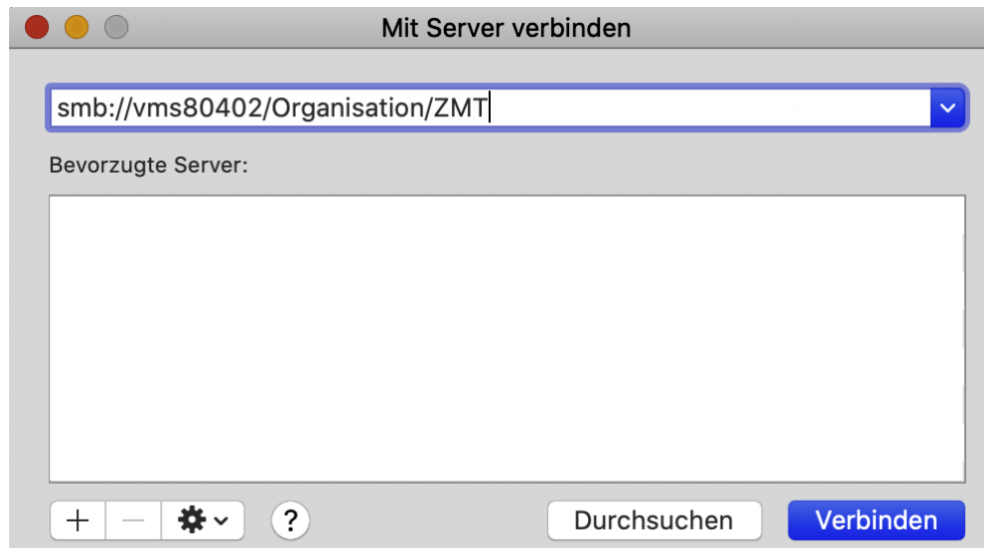 Mit Server verbinden
smb://vms80402/Organisation/ZMT
Bevorzugte Server:
+ − ? Durchsuchen Verbinden